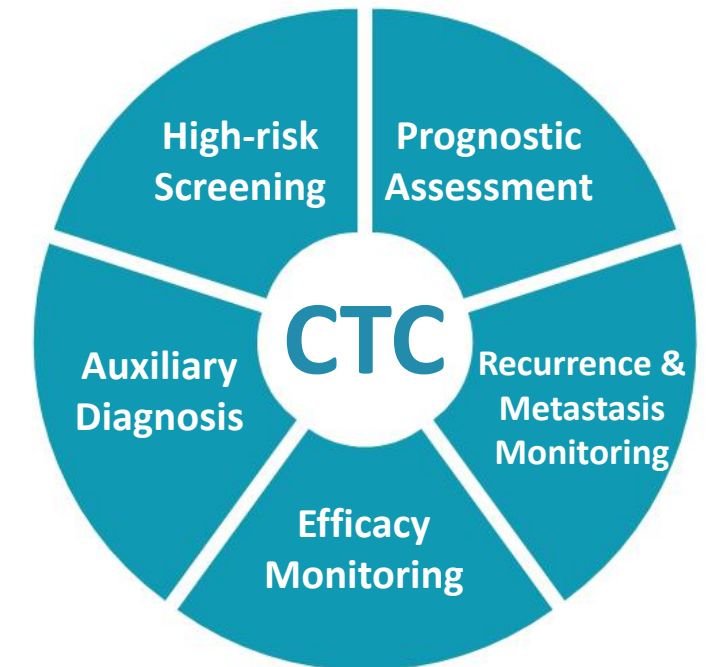 High-risk
Screening
Prognostic
Assessment
CTC
Auxiliary
Diagnosis
Recurrence &
Metastasis
Monitoring
Efficacy
Monitoring